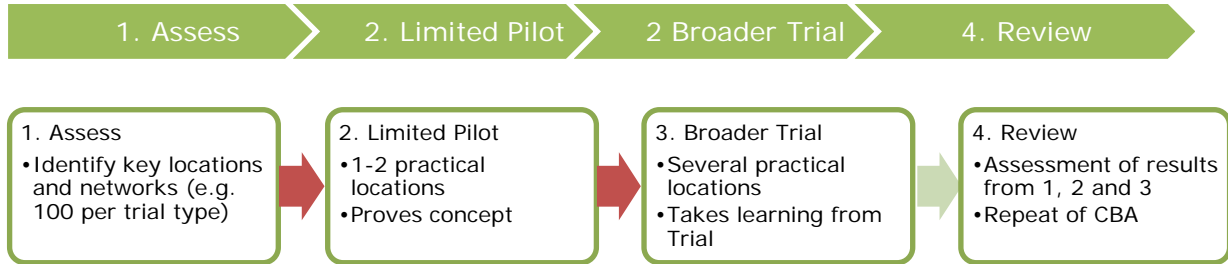 1. Assess
2. Limited Pilot
2 Broader Trial
4. Review
1. Assess
•Identify key locations
and networks (e.g.
100 per trial type)
2. Limited Pilot
•1-2 practical
locations
•Proves concept
3. Broader Trial
•Several practical
locations
•Takes learning from
Trial
4. Review
•Assessment of results
from 1, 2 and 3
•Repeat of CBA